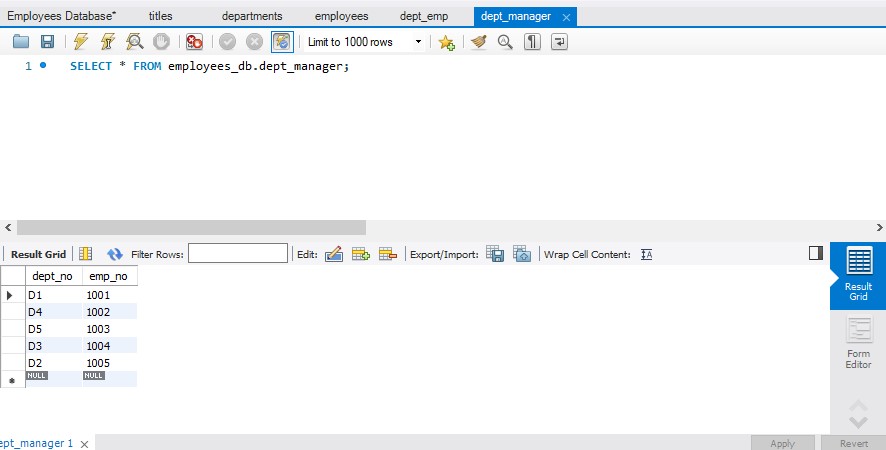 Employees Database* titles departments employees dept_emp dept_manager
Limit to 1000 rows
1 SELECT * FROM employees_db.dept_manager;
Result Grid Filter Rows: Edit: Export/Import: Wrap Cell Content:
dept_no emp_no
D1 1001
D4 1002
D5 1003
D3 1004
D2 1005
NULL NULL
Result
Grid
Form
Editor
ept_manager 1
Apply Revert